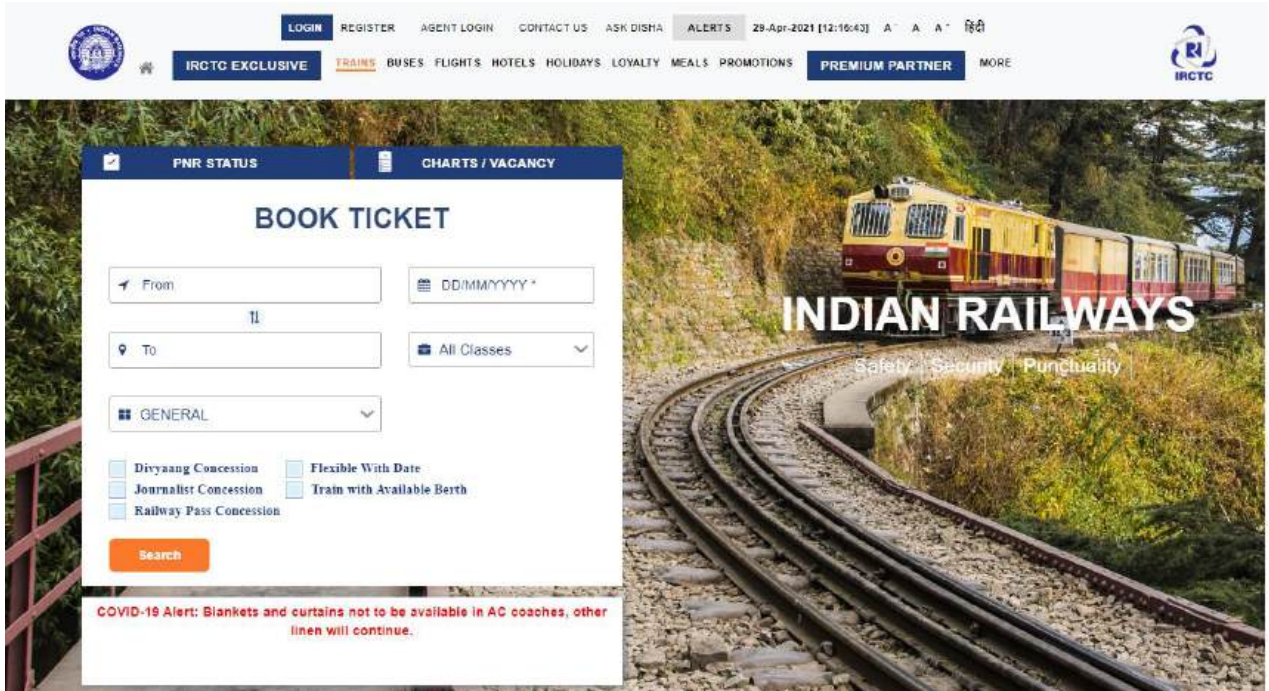 LOGIN REGISTER AGENT LOGIN CONTACT US ASK DISHA ALERTS 29-Apr-2021 [12:16:43] A- A A+ हिंदी
IRCTC EXCLUSIVE TRAINS BUSES FLIGHTS HOTELS HOLIDAYS LOYALTY MEALS PROMOTIONS PREMIUM PARTNER MORE
IRCTC
PNR STATUS CHARTS / VACANCY
BOOK TICKET
From DD/MM/YYYY *
To All Classes
GENERAL
Divyaang Concession Flexible With Date
Journalist Concession Train with Available Berth
Railway Pass Concession
Search
COVID-19 Alert: Blankets and curtains not to be available in AC coaches, other
linen will continue.
INDIAN RAILWAYS
Safety | Security | Punctuality |